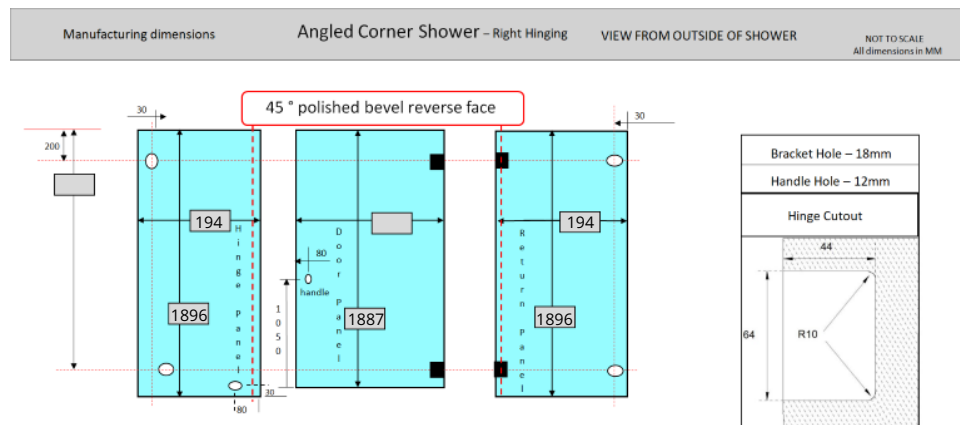 Manufacturing dimensions
Angled Corner Shower – Right Hinging
VIEW FROM OUTSIDE OF SHOWER
NOT TO SCALE
All dimensions in MM
45 ° polished bevel reverse face
30
30
200
194
194
Hinge Panel
Door Panel
Return Panel
80
handle
1050
1896
1887
1896
30
80
Bracket Hole – 18mm
Handle Hole – 12mm
Hinge Cutout
44
64
R10